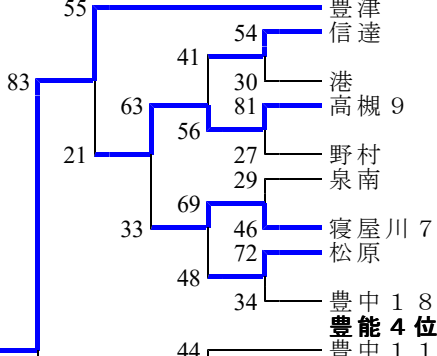 55 豊津
54 信達
41
83 30 港
63 81 高槻９
56
21 27 野村
29 泉南
69
33 46 寝屋川７
72 松原
48
34 豊中１８
豊能４位
44 豊中１１